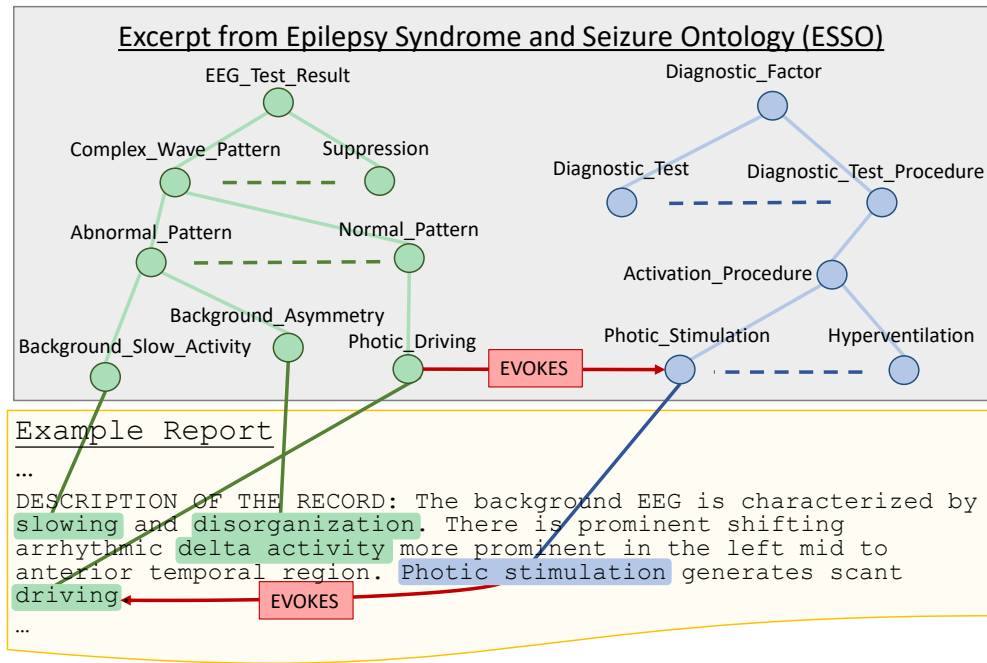 Excerpt from Epilepsy Syndrome and Seizure Ontology (ESSO)
EEG_Test_Result
Diagnostic_Factor
Complex_Wave_Pattern
Suppression
Diagnostic_Test
Diagnostic_Test_Procedure
Abnormal_Pattern
Normal_Pattern
Activation_Procedure
Background_Asymmetry
Background_Slow_Activity
Photic_Driving
Photic_Stimulation
Hyperventilation
EVOKES
Example Report
…
DESCRIPTION OF THE RECORD: The background EEG is characterized by
slowing and disorganization. There is prominent shifting
arrhythmic delta activity more prominent in the left mid to
anterior temporal region. Photic stimulation generates scant
driving
EVOKES
…